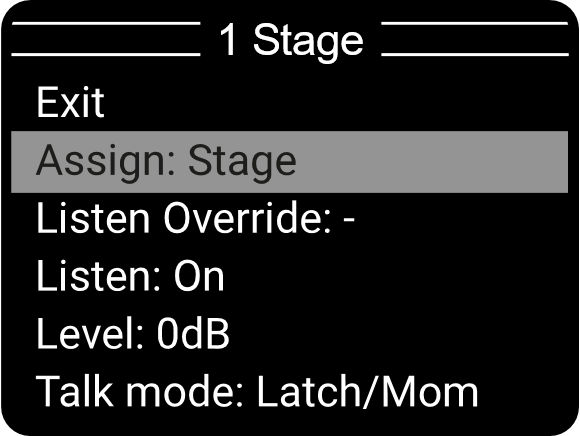 1 Stage
Exit
Assign: Stage
Listen Override: -
Listen: On
Level: 0dB
Talk mode: Latch/Mom